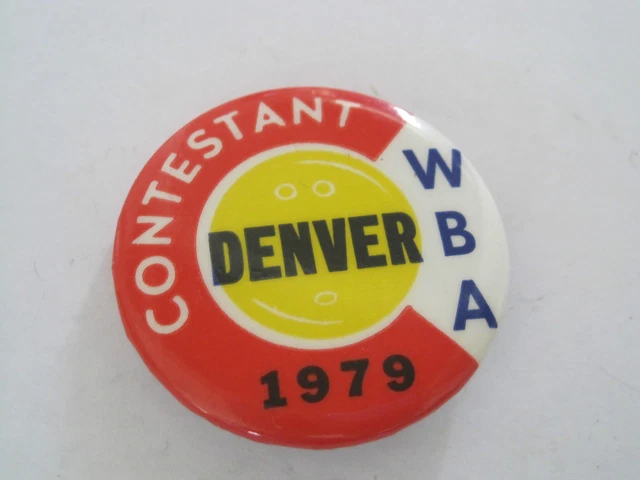 CONTESTANT
WBA
DENVER
1979